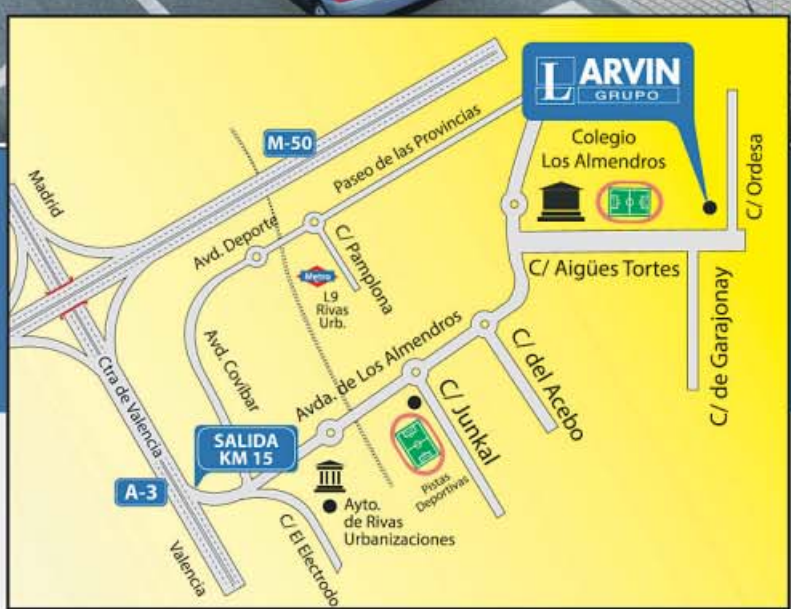 LARVIN
GRUPO
M-50
Paseo de las Provincias
Colegio
Los Almendros
C/ Ordesa
Madrid
Avd. Deporte
C/ Pamplona
C/ Aigües Tortes
Metro
L9
Rivas
Urb.
C/ de Garajonay
Avd. Covibar
Avda. de Los Almendros
C/ del Acebo
Ctra de Valencia
C/ Junkal
SALIDA
KM 15
A-3
Pistas
Deportivas
Ayto.
de Rivas
Urbanizaciones
C/ El Electrodo
Valencia